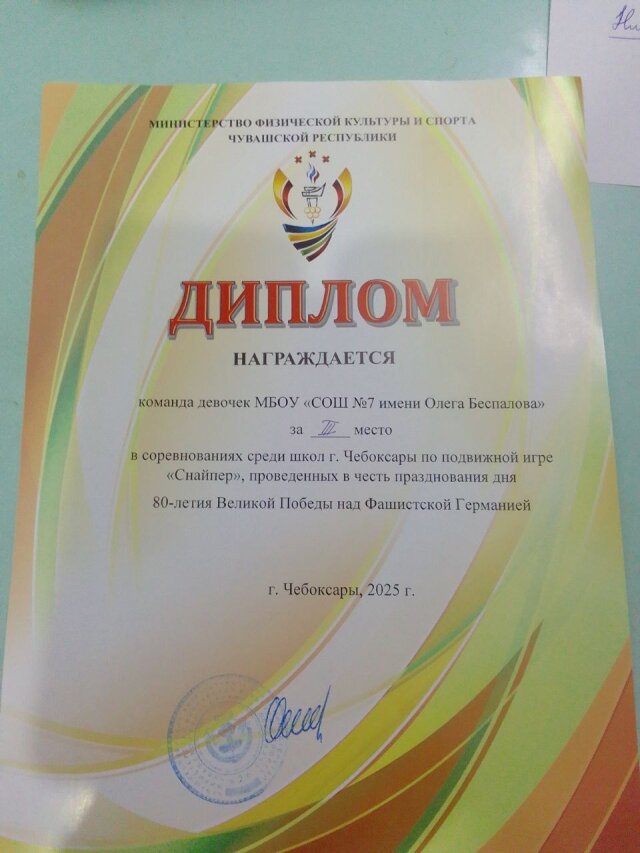 МИНИСТЕРСТВО ФИЗИЧЕСКОЙ КУЛЬТУРЫ И СПОРТА
ЧУВАШСКОЙ РЕСПУБЛИКИ
ДИПЛОМ
НАГРАЖДАЕТСЯ
команда девочек МБОУ «СОШ №7 имени Олега Беспалова»
за III место
в соревнованиях среди школ г. Чебоксары по подвижной игре
«Снайпер», проведенных в честь празднования дня
80-летия Великой Победы над Фашистской Германией
г. Чебоксары, 2025 г.